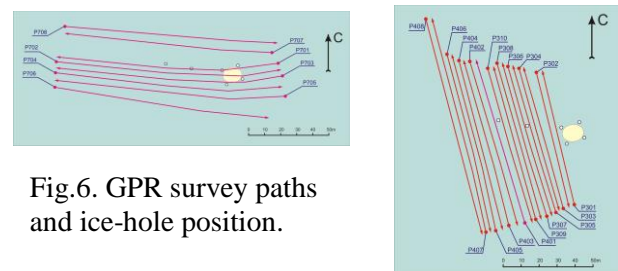 P708
P707
P702
P701
P704
P703
P706
P705
C
0 10 20 30 40 50m
Fig.6. GPR survey paths
and ice-hole position.
P408
P406
P404
P402
P310
P308
P306
P304
P302
C
P301
P303
P305
P307
P309
P401
P403
P405
P407
0 10 20 30 40 50m